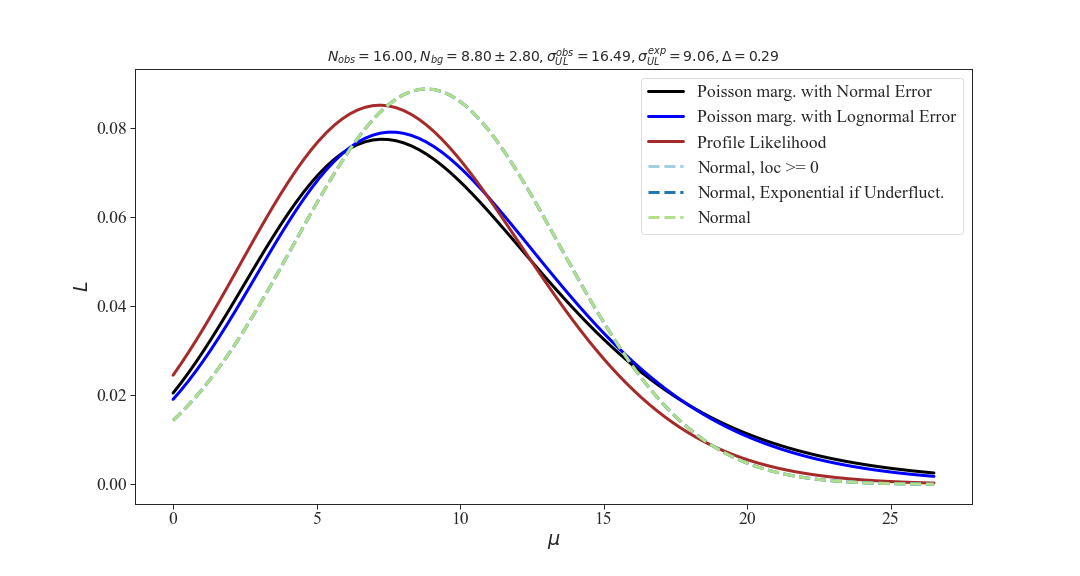 N_obs = 16.00, N_bg = 8.80 ± 2.80, σ_UL^obs = 16.49, σ_UL^exp = 9.06, Δ = 0.29
Poisson marg. with Normal Error
Poisson marg. with Lognormal Error
Profile Likelihood
Normal, loc >= 0
Normal, Exponential if Underfluct.
Normal
L
0.08
0.06
0.04
0.02
0.00
0 5 10 15 20 25
μ